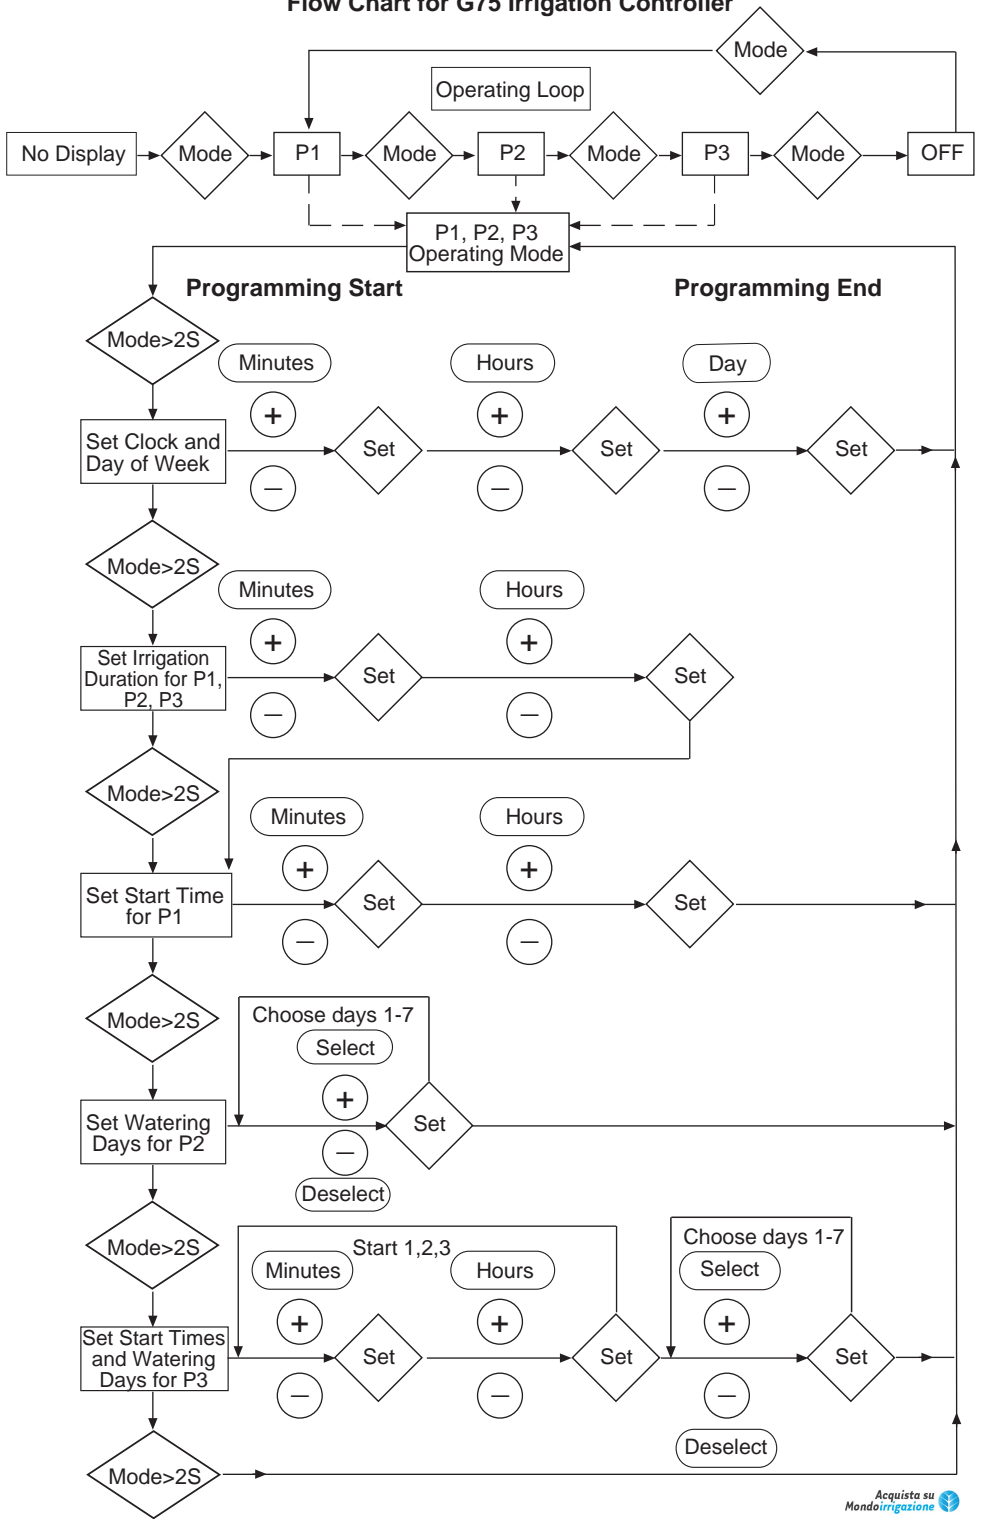 Flow Chart for G75 Irrigation Controller
Mode
Operating Loop
No Display
Mode
P1
Mode
P2
Mode
P3
Mode
OFF
P1, P2, P3
Operating Mode
Programming Start
Programming End
Mode>2S
Minutes
Hours
Day
+
+
+
Set Clock and
Day of Week
Set
Set
Set
−
−
−
Mode>2S
Minutes
Hours
+
+
Set Irrigation
Duration for P1,
P2, P3
Set
Set
−
−
Mode>2S
Minutes
Hours
+
+
Set Start Time
for P1
Set
Set
−
−
Mode>2S
Choose days 1-7
Select
+
Set Watering
Days for P2
Set
−
Deselect
Mode>2S
Start 1,2,3
Choose days 1-7
Minutes
Hours
Select
+
+
+
Set Start Times
and Watering
Days for P3
Set
Set
Set
−
−
−
Deselect
Mode>2S
Acquista su
Mondoirrigazione